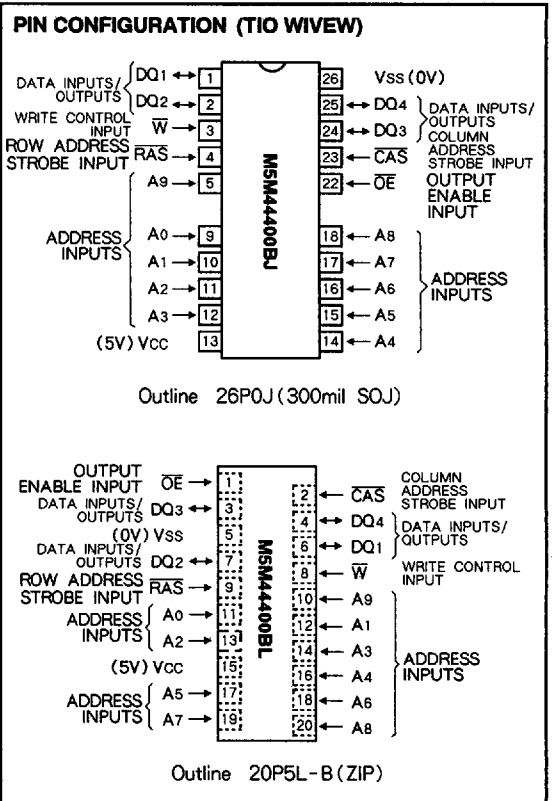 PIN CONFIGURATION (TIO WIVEW)
DATA INPUTS/
OUTPUTS
DQ1 1
DQ2 2
WRITE CONTROL
INPUT
W 3
ROW ADDRESS
STROBE INPUT
RAS 4
A9 5
ADDRESS
INPUTS
A0 9
A1 10
A2 11
A3 12
(5V) Vcc 13
M5M44400BJ
26 Vss (0V)
25 DQ4
24 DQ3
DATA INPUTS/
OUTPUTS
23 CAS
COLUMN
ADDRESS
STROBE INPUT
22 OE
OUTPUT
ENABLE
INPUT
18 A8
17 A7
16 A6
15 A5
14 A4
ADDRESS
INPUTS
Outline 26P0J (300mil SOJ)
OUTPUT
ENABLE INPUT
OE 1
DATA INPUTS/
OUTPUTS
DQ3 3
(0V) Vss 5
DATA INPUTS/
OUTPUTS
DQ2 7
ROW ADDRESS
STROBE INPUT
RAS 9
ADDRESS
INPUTS
A0 11
A2 13
(5V) Vcc 15
ADDRESS
INPUTS
A5 17
A7 19
M5M44400BL
2 CAS
COLUMN
ADDRESS
STROBE INPUT
4 DQ4
6 DQ1
DATA INPUTS/
OUTPUTS
8 W
WRITE CONTROL
INPUT
10 A9
12 A1
14 A3
16 A4
18 A6
20 A8
ADDRESS
INPUTS
Outline 20P5L-B (ZIP)